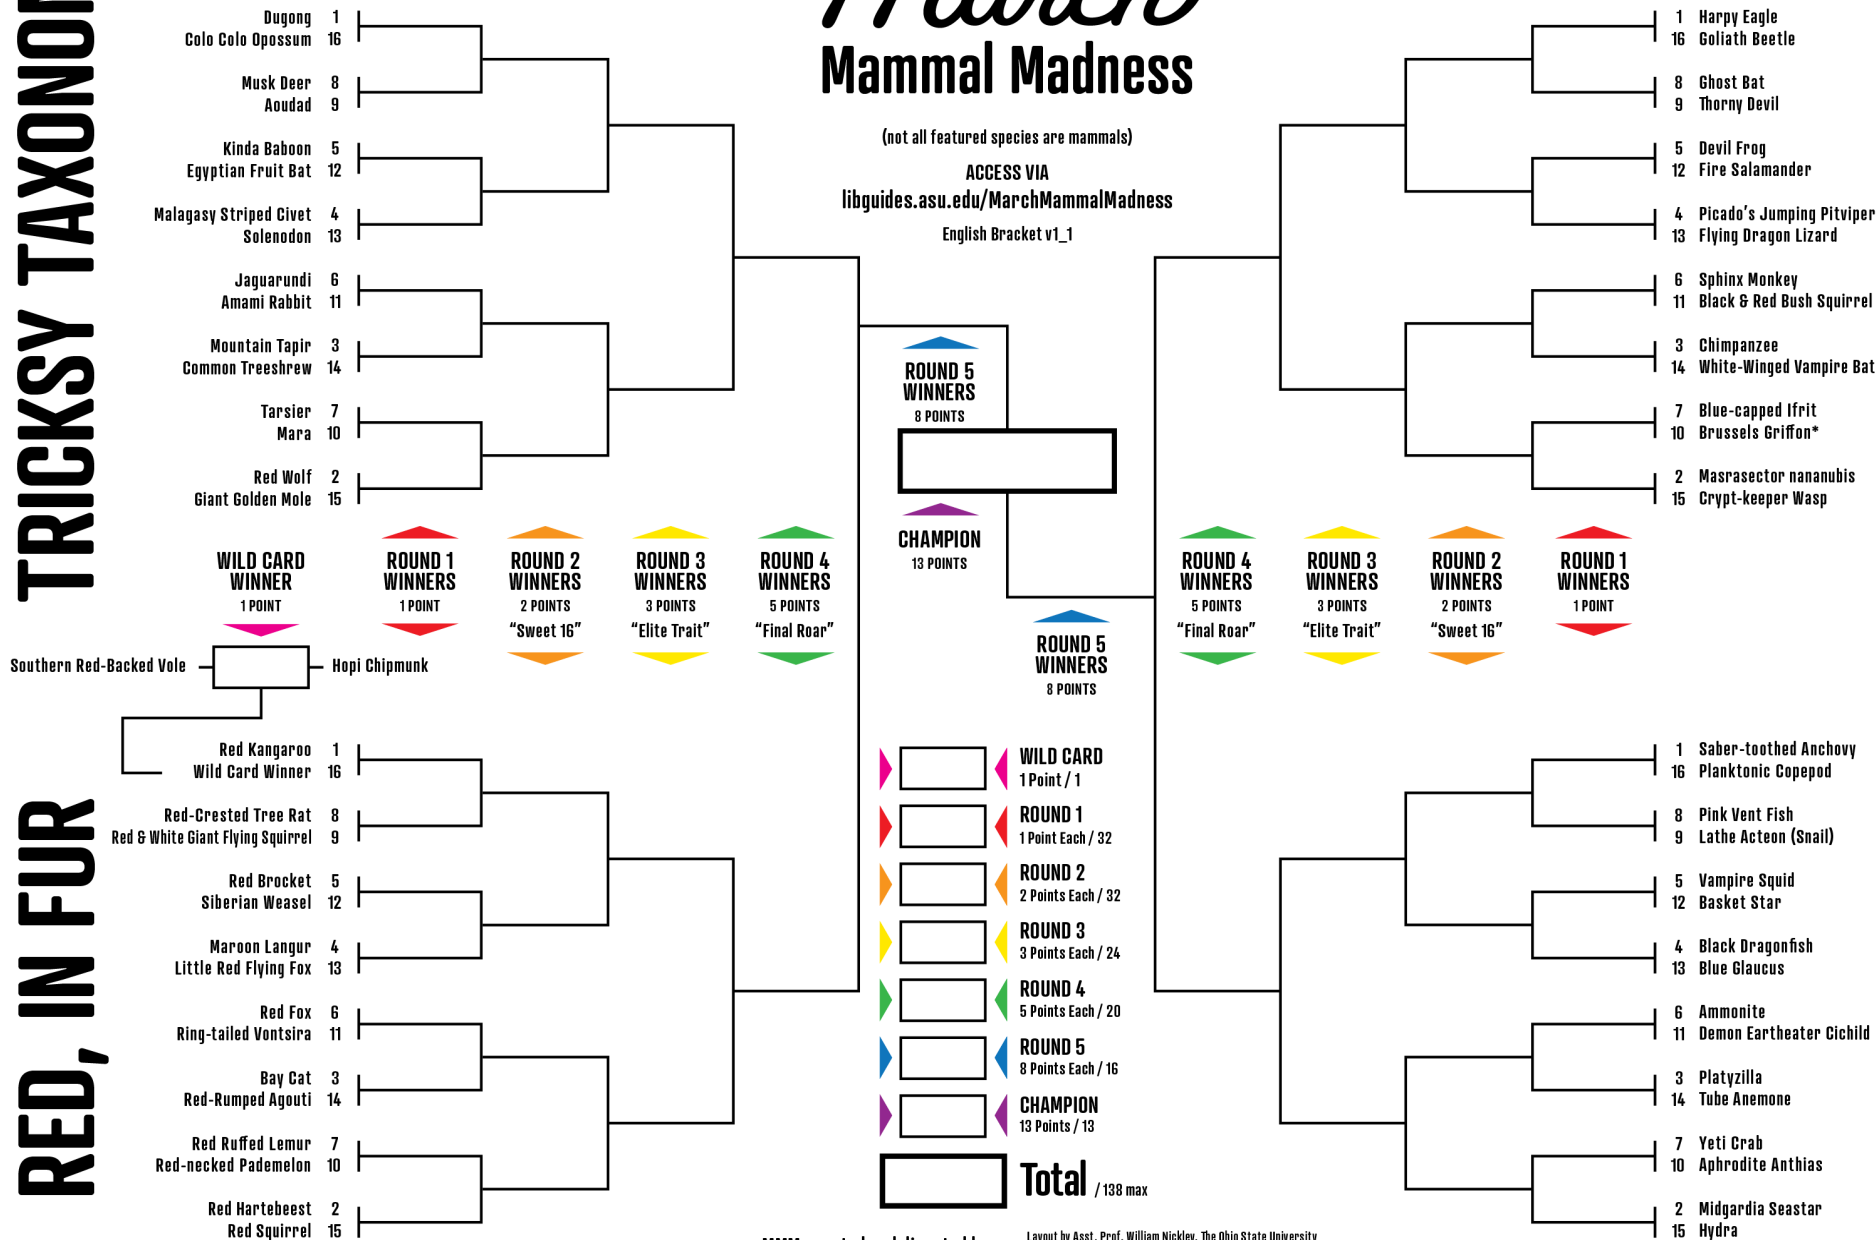 TRICKSY TAXONO
RED, IN FUR
March
Mammal Madness
(not all featured species are mammals)
ACCESS VIA
libguides.asu.edu/MarchMammalMadness
English Bracket v1_1
Dugong 1
Colo Colo Opossum 16
Musk Deer 8
Aoudad 9
Kinda Baboon 5
Egyptian Fruit Bat 12
Malagasy Striped Civet 4
Solenodon 13
Jaguarundi 6
Amami Rabbit 11
Mountain Tapir 3
Common Treeshrew 14
Tarsier 7
Mara 10
Red Wolf 2
Giant Golden Mole 15
1 Harpy Eagle
16 Goliath Beetle
8 Ghost Bat
9 Thorny Devil
5 Devil Frog
12 Fire Salamander
4 Picado's Jumping Pitviper
13 Flying Dragon Lizard
6 Sphinx Monkey
11 Black & Red Bush Squirrel
3 Chimpanzee
14 White-Winged Vampire Bat
7 Blue-capped Ifrit
10 Brussels Griffon*
2 Masrasector nananubis
15 Crypt-keeper Wasp
ROUND 5
WINNERS
8 POINTS
CHAMPION
13 POINTS
WILD CARD
WINNER
1 POINT
ROUND 1
WINNERS
1 POINT
ROUND 2
WINNERS
2 POINTS
“Sweet 16”
ROUND 3
WINNERS
3 POINTS
“Elite Trait”
ROUND 4
WINNERS
5 POINTS
“Final Roar”
ROUND 4
WINNERS
5 POINTS
“Final Roar”
ROUND 3
WINNERS
3 POINTS
“Elite Trait”
ROUND 2
WINNERS
2 POINTS
“Sweet 16”
ROUND 1
WINNERS
1 POINT
ROUND 5
WINNERS
8 POINTS
Southern Red-Backed Vole
Hopi Chipmunk
Red Kangaroo 1
Wild Card Winner 16
Red-Crested Tree Rat 8
Red & White Giant Flying Squirrel 9
Red Brocket 5
Siberian Weasel 12
Maroon Langur 4
Little Red Flying Fox 13
Red Fox 6
Ring-tailed Vontsira 11
Bay Cat 3
Red-Rumped Agouti 14
Red Ruffed Lemur 7
Red-necked Pademelon 10
Red Hartebeest 2
Red Squirrel 15
WILD CARD
1 Point / 1
ROUND 1
1 Point Each / 32
ROUND 2
2 Points Each / 32
ROUND 3
3 Points Each / 24
ROUND 4
5 Points Each / 20
ROUND 5
8 Points Each / 16
CHAMPION
13 Points / 13
Total / 138 max
1 Saber-toothed Anchovy
16 Planktonic Copepod
8 Pink Vent Fish
9 Lathe Acteon (Snail)
5 Vampire Squid
12 Basket Star
4 Black Dragonfish
13 Blue Glaucus
6 Ammonite
11 Demon Eartheater Cichild
3 Platyzilla
14 Tube Anemone
7 Yeti Crab
10 Aphrodite Anthias
2 Midgardia Seastar
15 Hydra
Layout by Asst. Prof. William Nickley, The Ohio State University